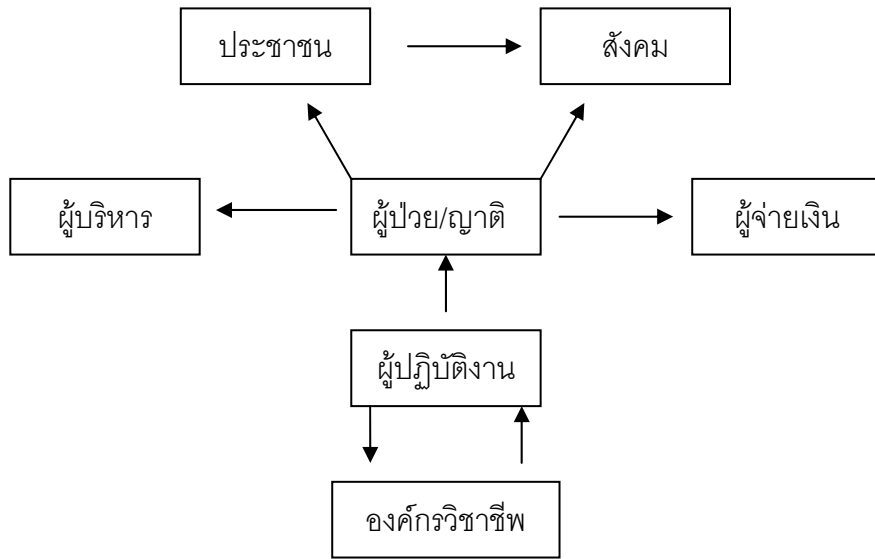 ประชาชน
สังคม
ผู้บริหาร
ผู้ป่วย/ญาติ
ผู้จ่ายเงิน
ผู้ปฏิบัติงาน
องค์กรวิชาชีพ